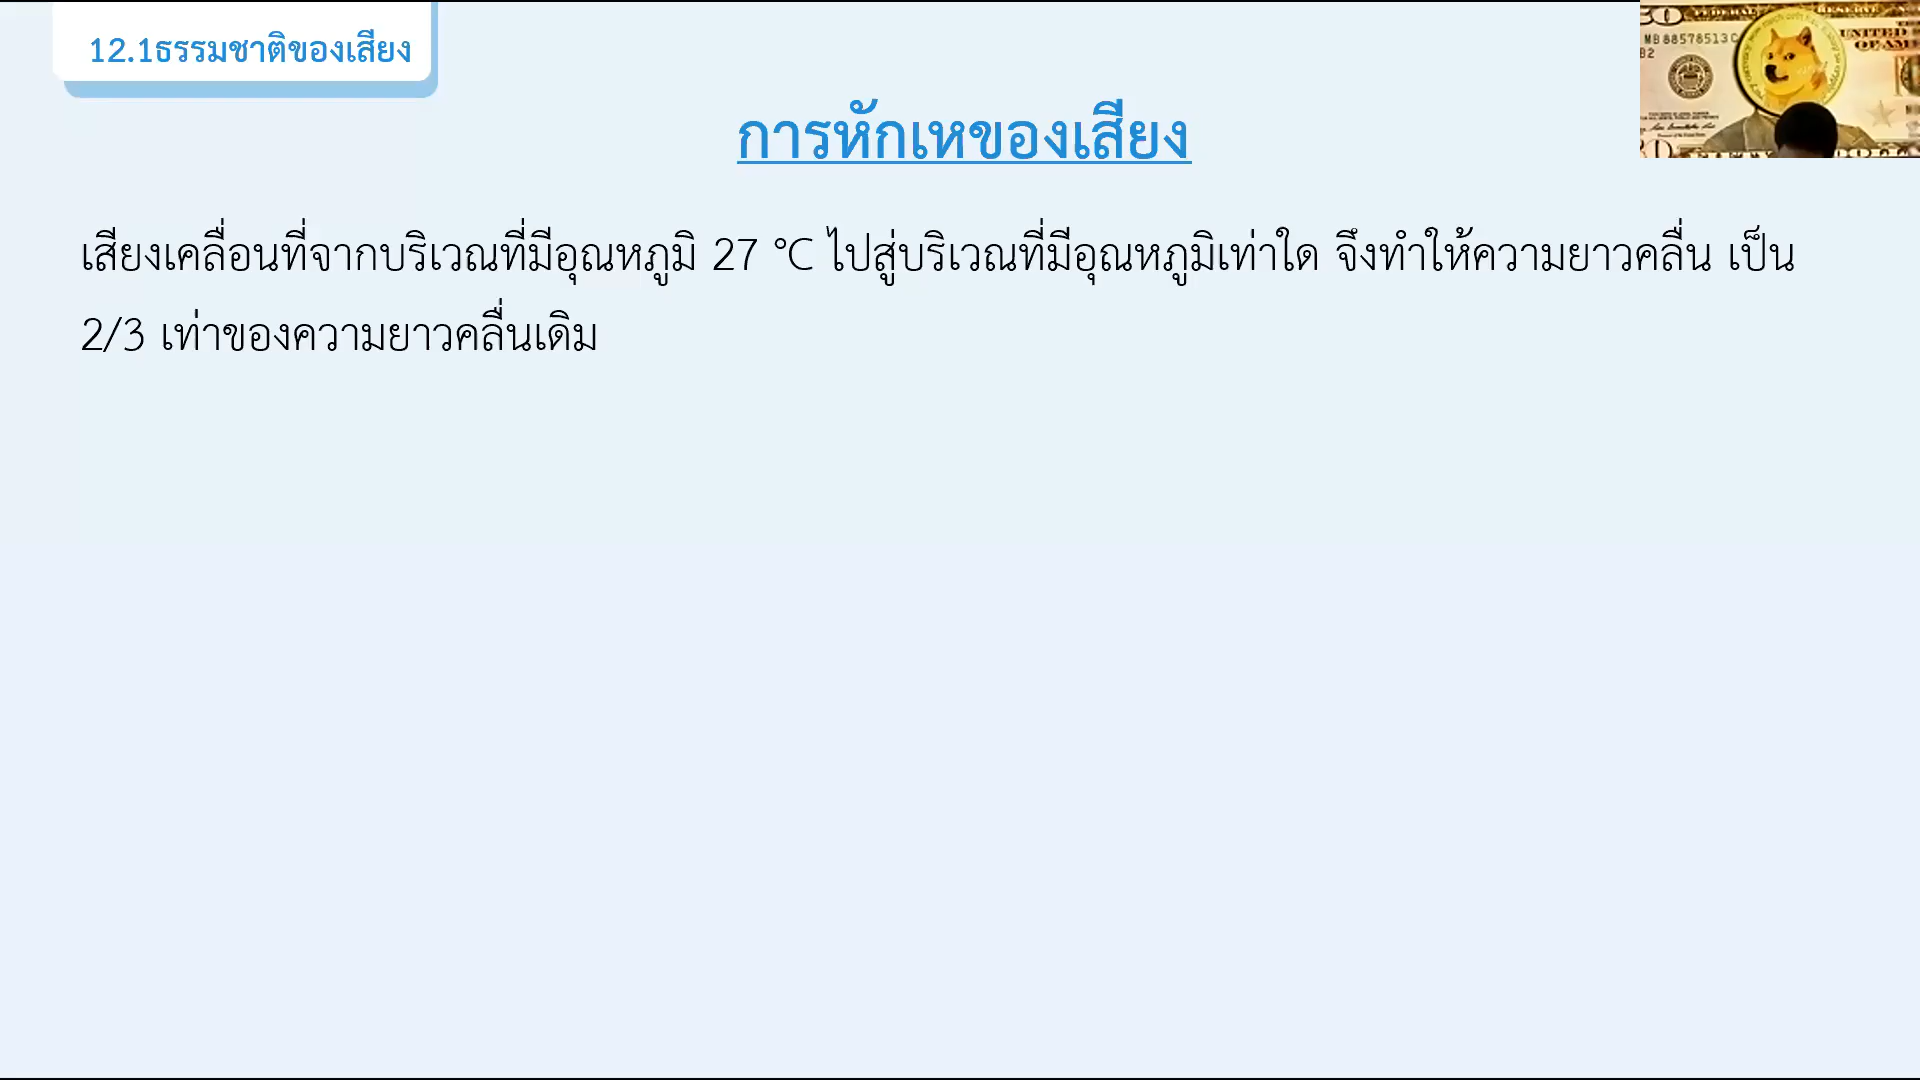 12.1ธรรมชาติของเสียง
การหักเหของเสียง
เสียงเคลื่อนที่จากบริเวณที่มีอุณหภูมิ 27 °C ไปสู่บริเวณที่มีอุณหภูมิเท่าใด จึงทำให้ความยาวคลื่น เป็น
2/3 เท่าของความยาวคลื่นเดิม
FEDERAL RESERVE
MB88578513C
UNITED
B2